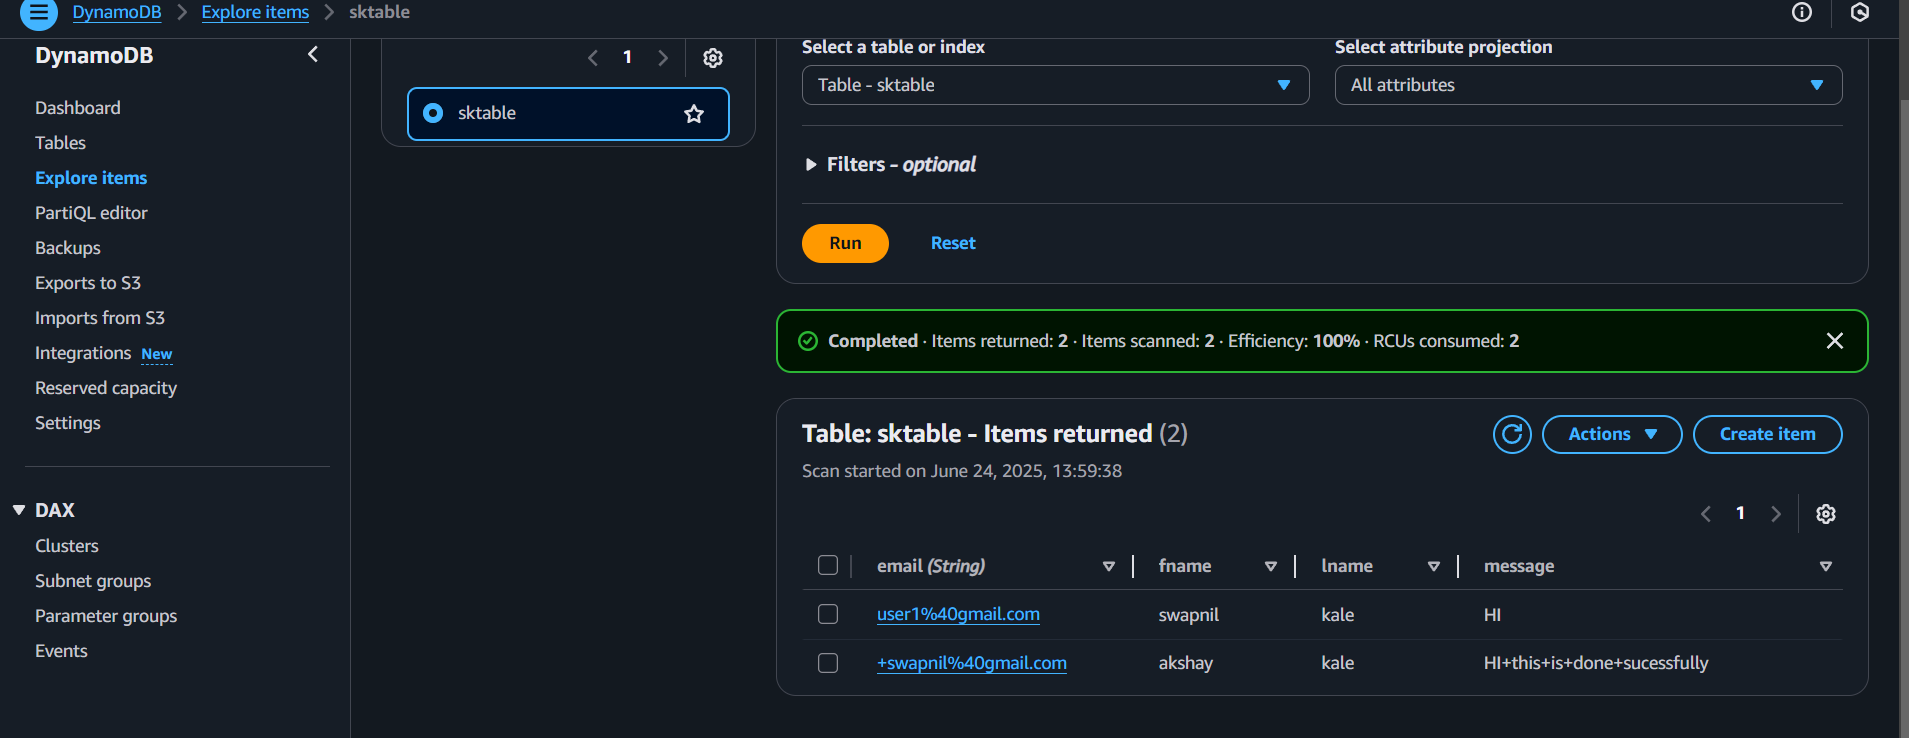 DynamoDB > Explore items > sktable
DynamoDB
Dashboard
Tables
Explore items
PartiQL editor
Backups
Exports to S3
Imports from S3
Integrations New
Reserved capacity
Settings
DAX
Clusters
Subnet groups
Parameter groups
Events
1
sktable
Select a table or index
Table - sktable
Select attribute projection
All attributes
Filters - optional
Run Reset
Completed · Items returned: 2 · Items scanned: 2 · Efficiency: 100% · RCUs consumed: 2
Table: sktable - Items returned (2)
Scan started on June 24, 2025, 13:59:38
Actions
Create item
1
email (String) fname lname message
user1%40gmail.com swapnil kale HI
+swapnil%40gmail.com akshay kale HI+this+is+done+sucessfully